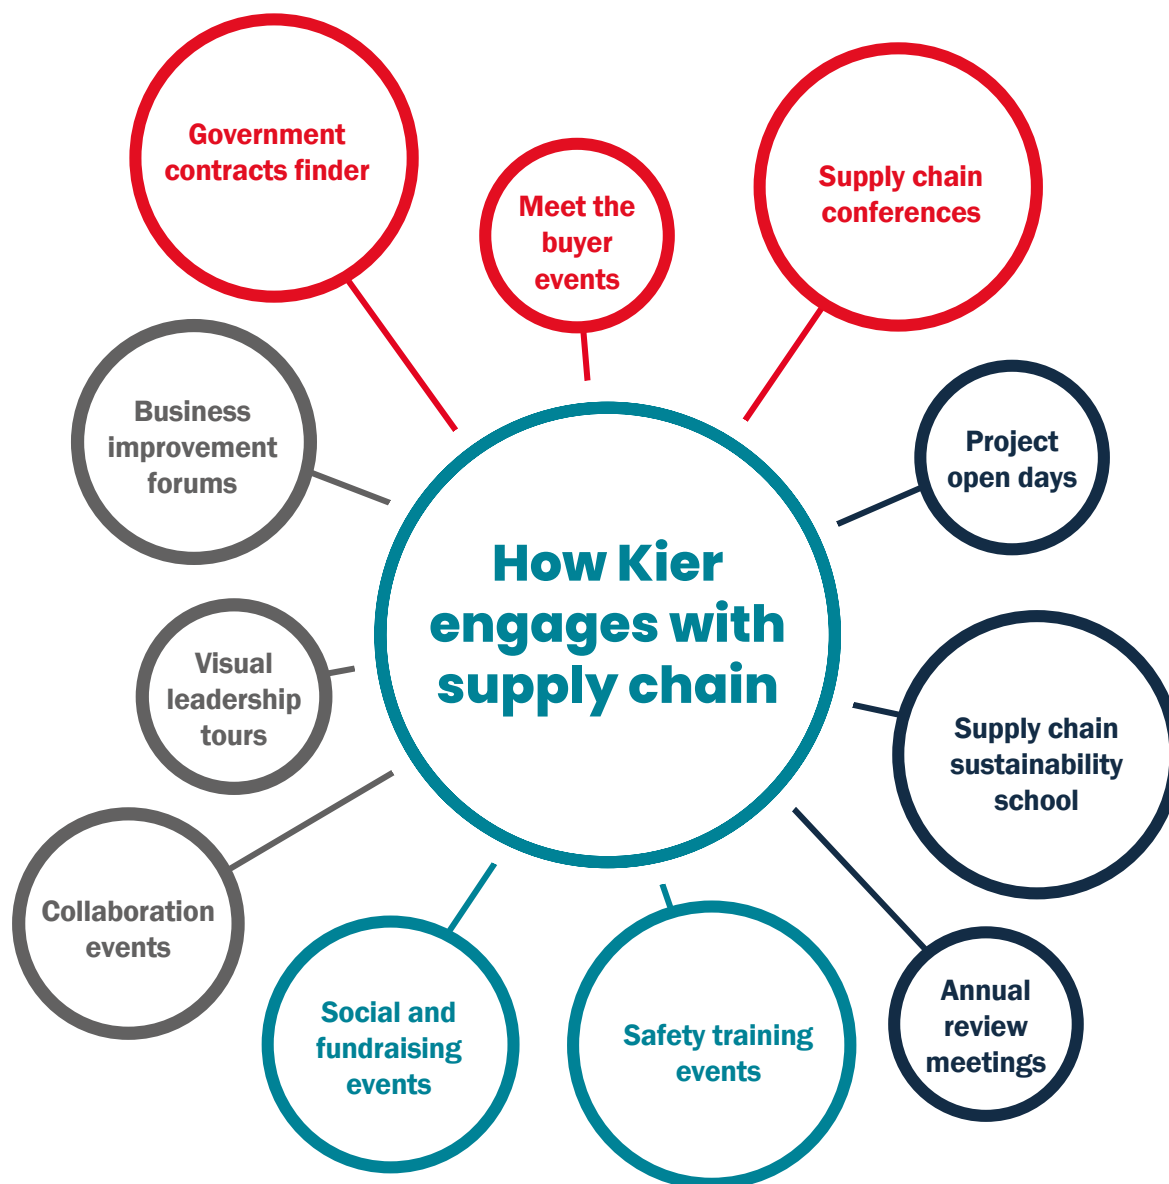 Government
contracts finder
Meet the
buyer
events
Supply chain
conferences
Business
improvement
forums
Project
open days
How Kier
engages with
supply chain
Visual
leadership
tours
Supply chain
sustainability
school
Collaboration
events
Social and
fundraising
events
Safety training
events
Annual
review
meetings